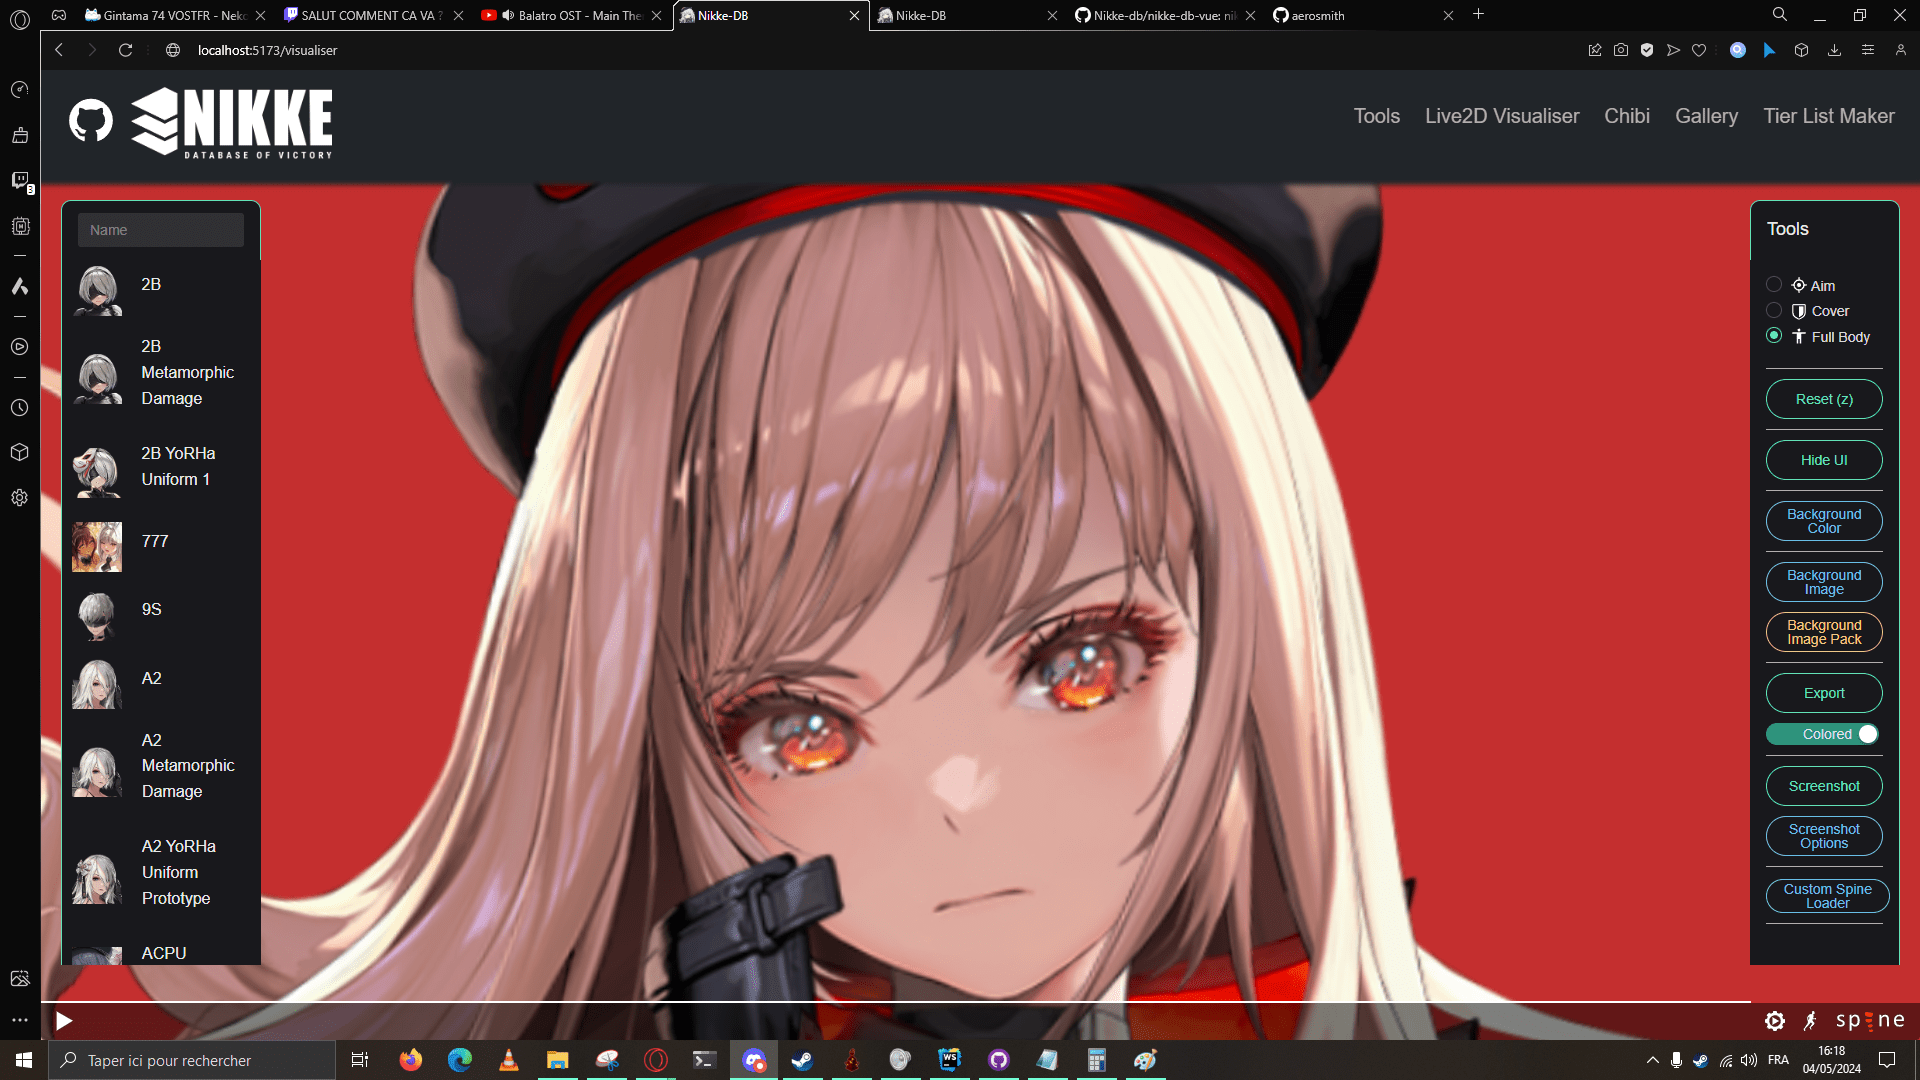 Gintama 74 VOSTFR - Neko
SALUT COMMENT CA VA ?
Balatro OST - Main The
Nikke-DB
Nikke-DB
Nikke-db/nikke-db-vue: nik
aerosmith
localhost:5173/visualiser
3
NIKKE
DATABASE OF VICTORY
Tools
Live2D Visualiser
Chibi
Gallery
Tier List Maker
Name
2B
2B
Metamorphic
Damage
2B YoRHa
Uniform 1
777
9S
A2
A2
Metamorphic
Damage
A2 YoRHa
Uniform
Prototype
ACPU
Tools
Aim
Cover
Full Body
Reset (z)
Hide UI
Background
Color
Background
Image
Background
Image Pack
Export
Colored
Screenshot
Screenshot
Options
Custom Spine
Loader
spine
Taper ici pour rechercher
WS
FRA
16:18
04/05/2024